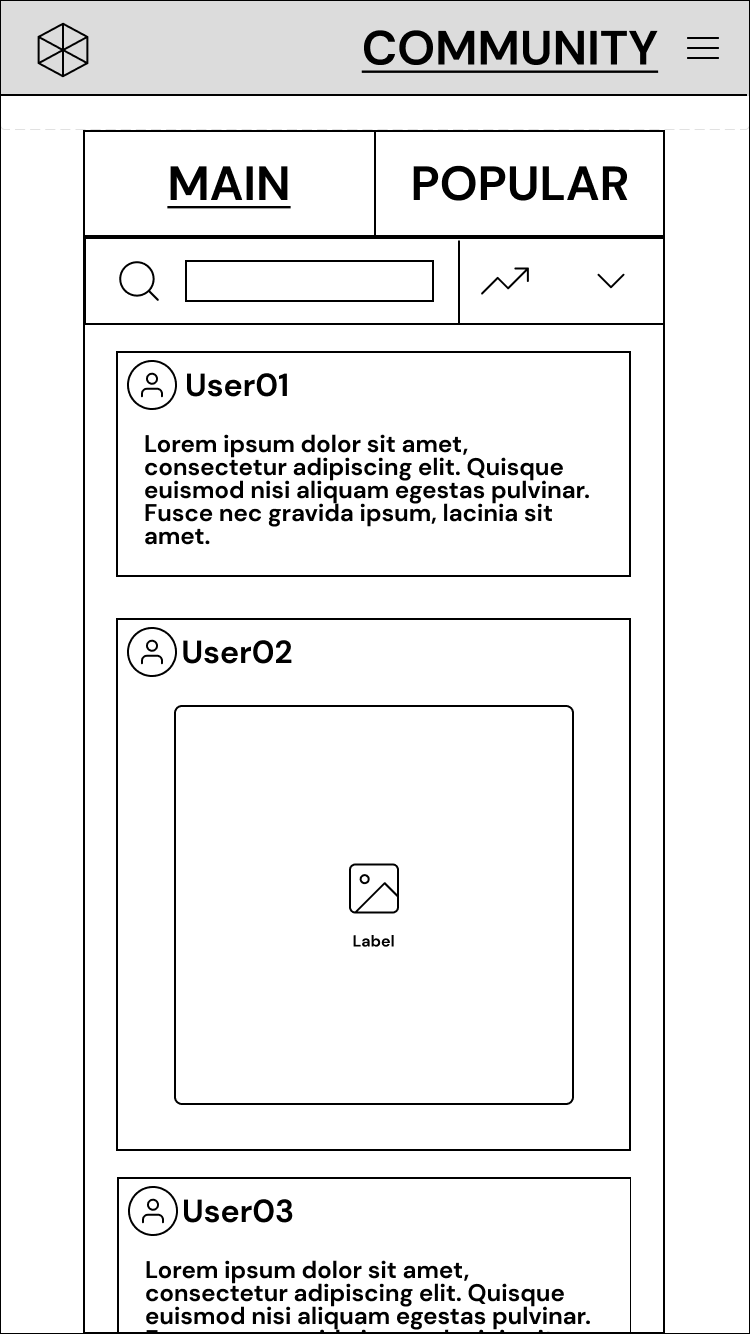 COMMUNITY
MAIN
POPULAR
User01
Lorem ipsum dolor sit amet,
consectetur adipiscing elit. Quisque
euismod nisi aliquam egestas pulvinar.
Fusce nec gravida ipsum, lacinia sit
amet.
User02
Label
User03
Lorem ipsum dolor sit amet,
consectetur adipiscing elit. Quisque
euismod nisi aliquam egestas pulvinar.